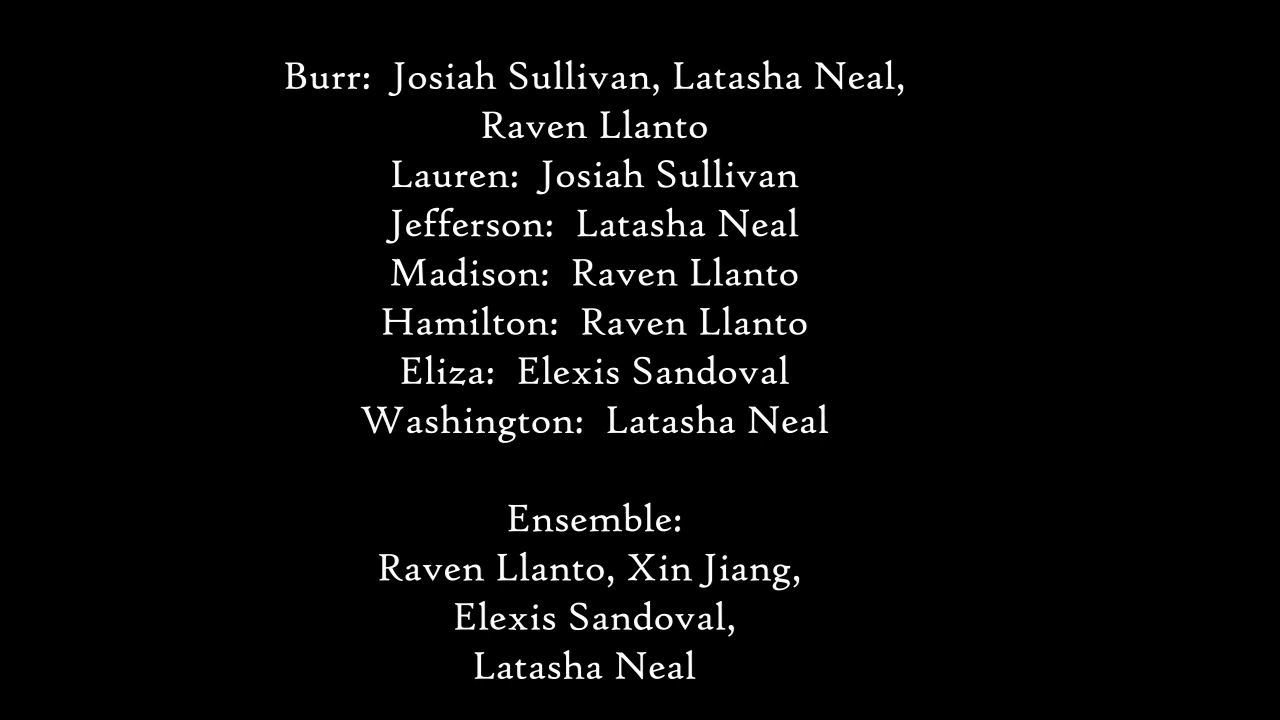 Burr: Josiah Sullivan, Latasha Neal,
Raven Llanto
Lauren: Josiah Sullivan
Jefferson: Latasha Neal
Madison: Raven Llanto
Hamilton: Raven Llanto
Eliza: Elexis Sandoval
Washington: Latasha Neal
Ensemble:
Raven Llanto, Xin Jiang,
Elexis Sandoval,
Latasha Neal